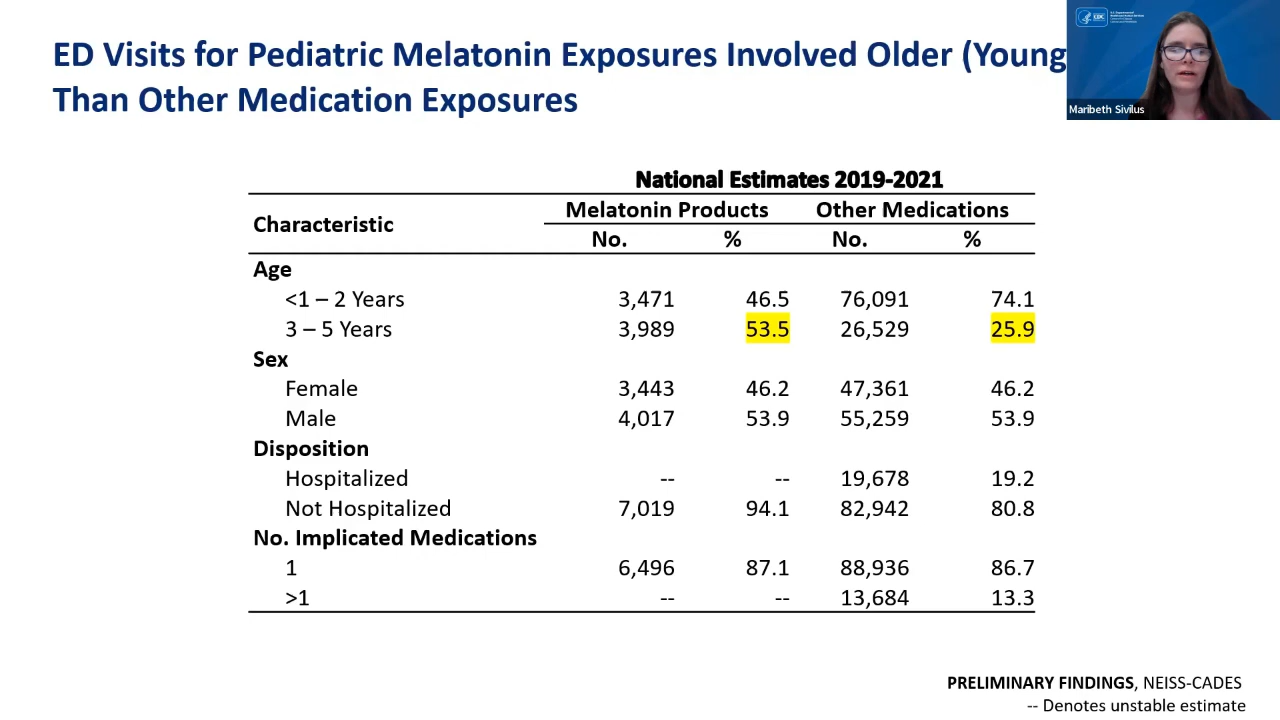 ED Visits for Pediatric Melatonin Exposures Involved Older (Young
Than Other Medication Exposures
CDC
Maribeth Sivilus
National Estimates 2019-2021
Characteristic Melatonin Products Other Medications
No. % No. %
Age
<1 – 2 Years 3,471 46.5 76,091 74.1
3 – 5 Years 3,989 53.5 26,529 25.9
Sex
Female 3,443 46.2 47,361 46.2
Male 4,017 53.9 55,259 53.9
Disposition
Hospitalized -- -- 19,678 19.2
Not Hospitalized 7,019 94.1 82,942 80.8
No. Implicated Medications
1 6,496 87.1 88,936 86.7
>1 -- -- 13,684 13.3
PRELIMINARY FINDINGS, NEISS-CADES
-- Denotes unstable estimate